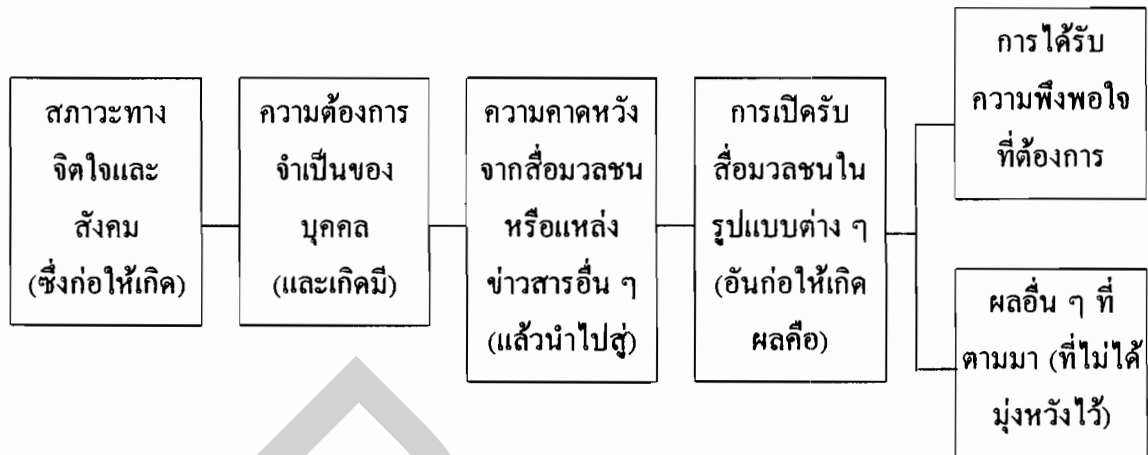 สภาวะทาง
จิตใจและ
สังคม
(ซึ่งก่อให้เกิด)
ความต้องการ
จำเป็นของ
บุคคล
(และเกิดมี)
ความคาดหวัง
จากสื่อมวลชน
หรือแหล่ง
ข่าวสารอื่น ๆ
(แล้วนำไปสู่)
การเปิดรับ
สื่อมวลชนใน
รูปแบบต่าง ๆ
(อันก่อให้เกิด
ผลคือ)
การได้รับ
ความพึงพอใจ
ที่ต้องการ
ผลอื่น ๆ ที่
ตามมา (ที่ไม่ได้
มุ่งหวังไว้)